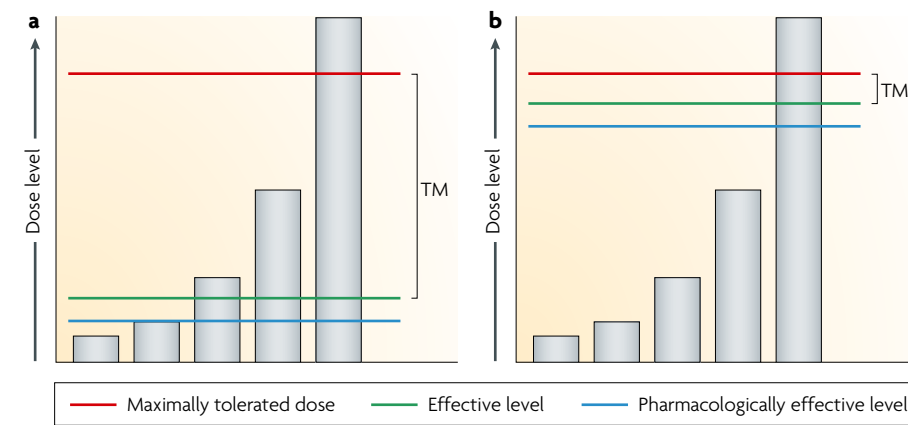 a
Dose level
TM
b
Dose level
TM
Maximally tolerated dose
Effective level
Pharmacologically effective level